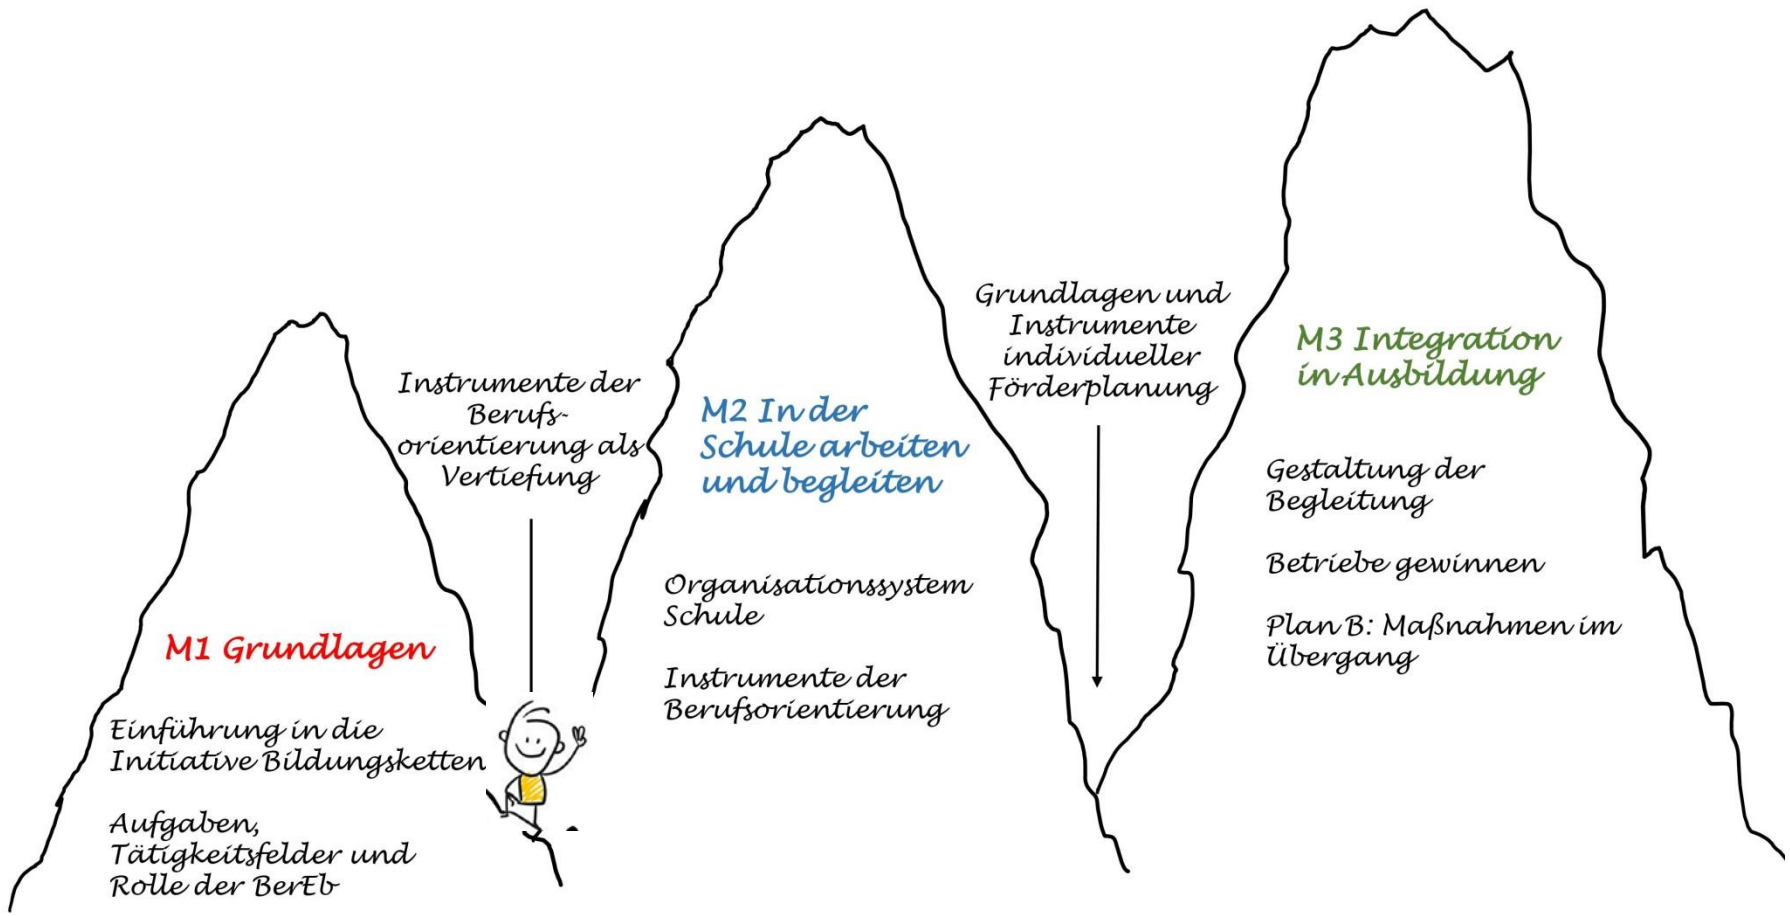 M1 Grundlagen
Einführung in die
Initiative Bildungsketten
Aufgaben,
Tätigkeitsfelder und
Rolle der BerEb
Instrumente der
Berufs-
orientierung als
Vertiefung
M2 In der
Schule arbeiten
und begleiten
Organisationssystem
Schule
Instrumente der
Berufsorientierung
Grundlagen und
Instrumente
individueller
Förderplanung
M3 Integration
in Ausbildung
Gestaltung der
Begleitung
Betriebe gewinnen
Plan B: Maßnahmen im
Übergang